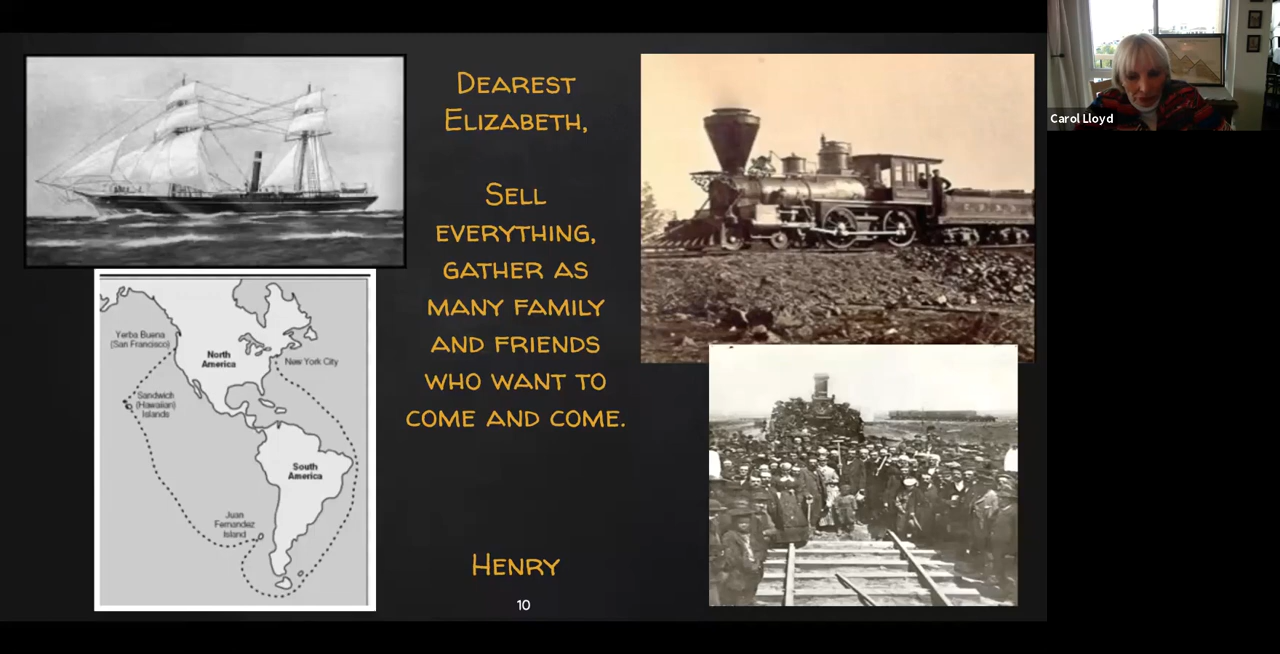 DEAREST
ELIZABETH,
SELL
EVERYTHING,
GATHER AS
MANY FAMILY
AND FRIENDS
WHO WANT TO
COME AND COME.
HENRY
10
Yerba Buena
(San Francisco)
North
America
New York City
Sandwich
(Hawaiian)
Islands
South
America
Juan
Fernandez
Island
Carol Lloyd